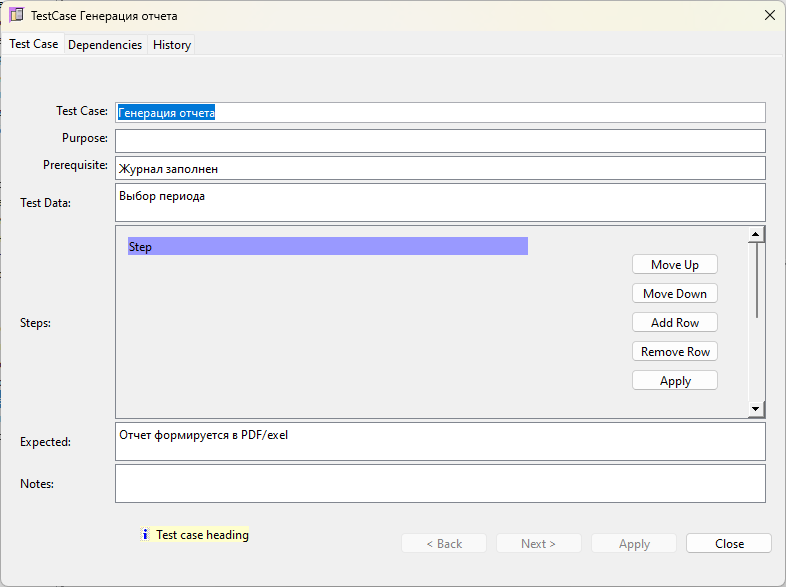 TestCase Генерация отчета
Test Case Dependencies History
Test Case: Генерация отчета
Purpose:
Prerequisite: Журнал заполнен
Test Data: Выбор периода
Step
Move Up
Move Down
Add Row
Steps:
Remove Row
Apply
Expected: Отчет формируется в PDF/exel
Notes:
Test case heading
< Back Next > Apply Close